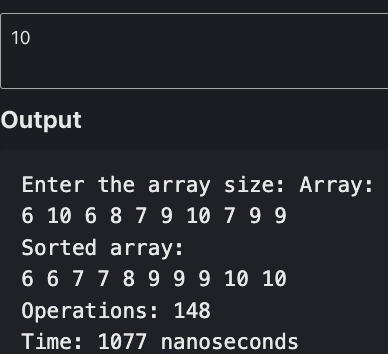 10
Output
Enter the array size: Array:
6 10 6 8 7 9 10 7 9 9
Sorted array:
6 6 7 7 8 9 9 9 10 10
Operations: 148
Time: 1077 nanoseconds